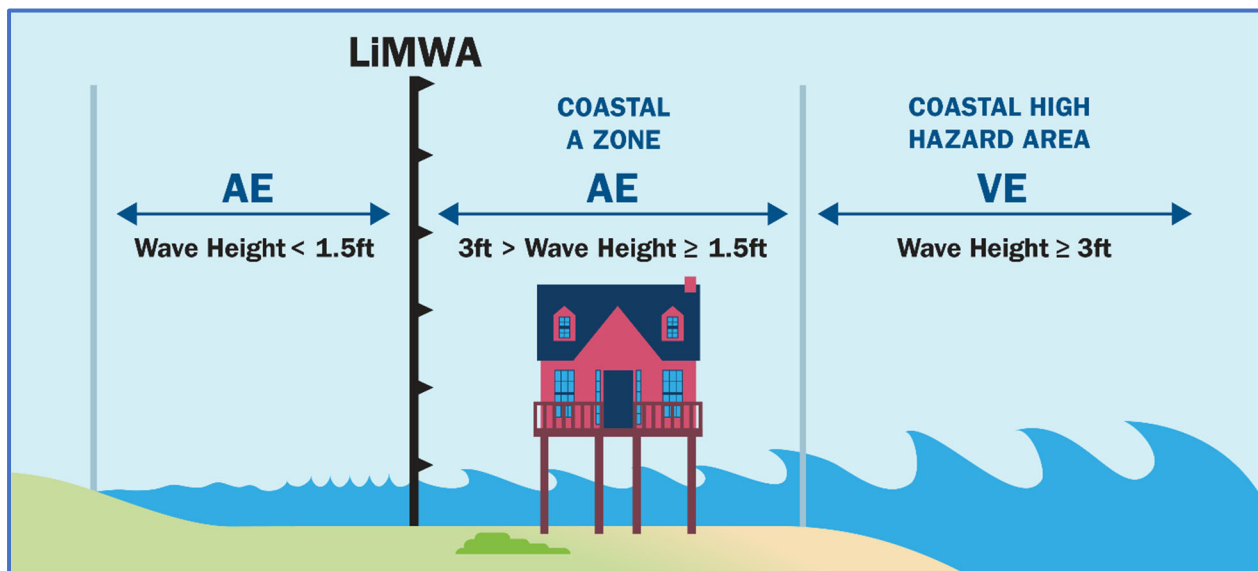 LiMWA
COASTAL
A ZONE
COASTAL HIGH
HAZARD AREA
AE
AE
VE
Wave Height < 1.5ft
3ft > Wave Height ≥ 1.5ft
Wave Height ≥ 3ft